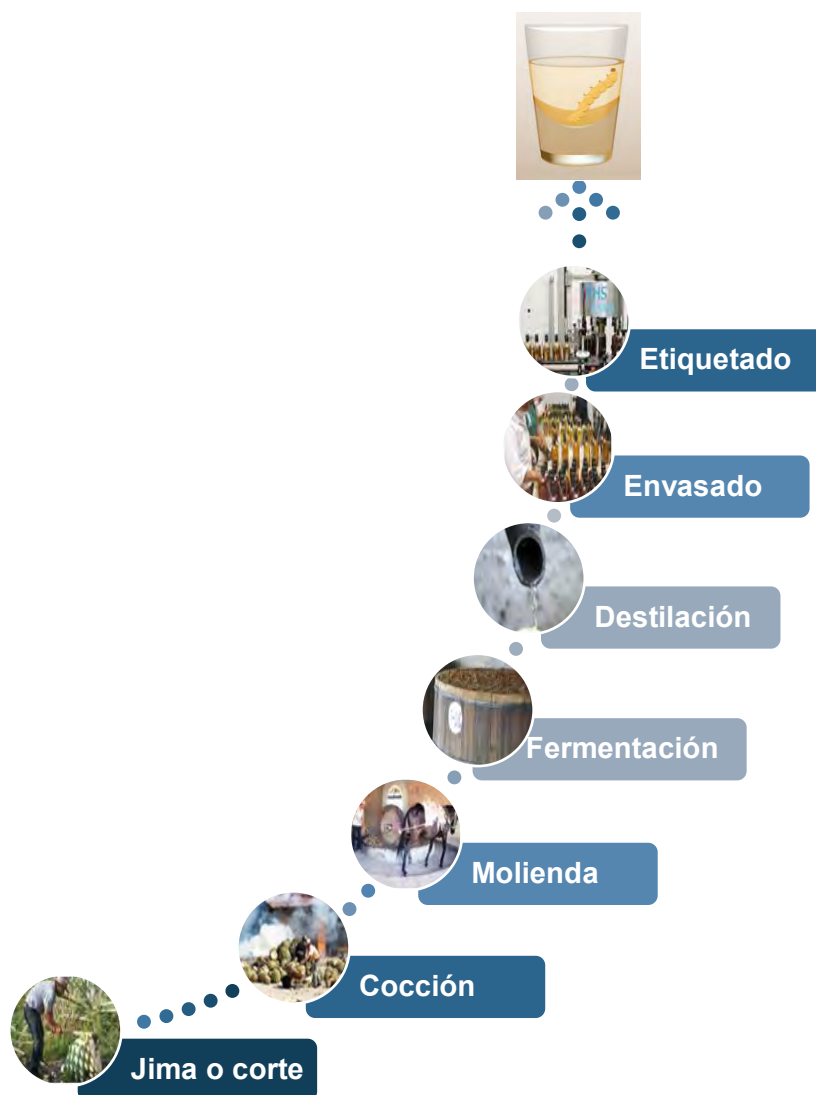 Etiquetado
Envasado
Destilación
Fermentación
Molienda
Cocción
Jima o corte